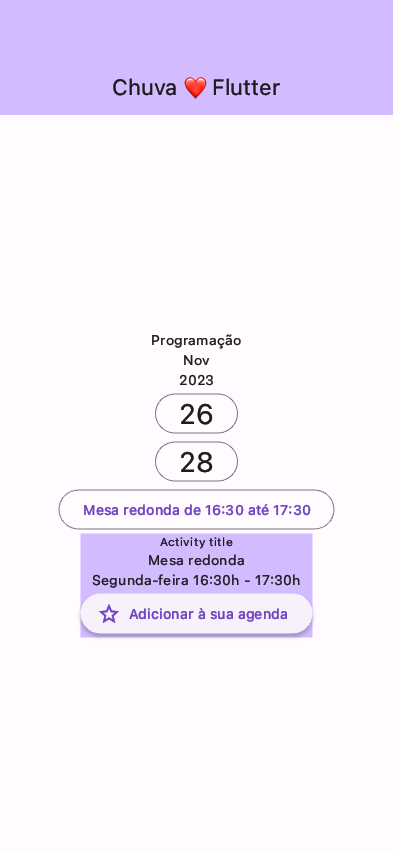 Chuva ❤️ Flutter
Programação
Nov
2023
26
28
Mesa redonda de 16:30 até 17:30
Activity title
Mesa redonda
Segunda-feira 16:30h - 17:30h
Adicionar à sua agenda